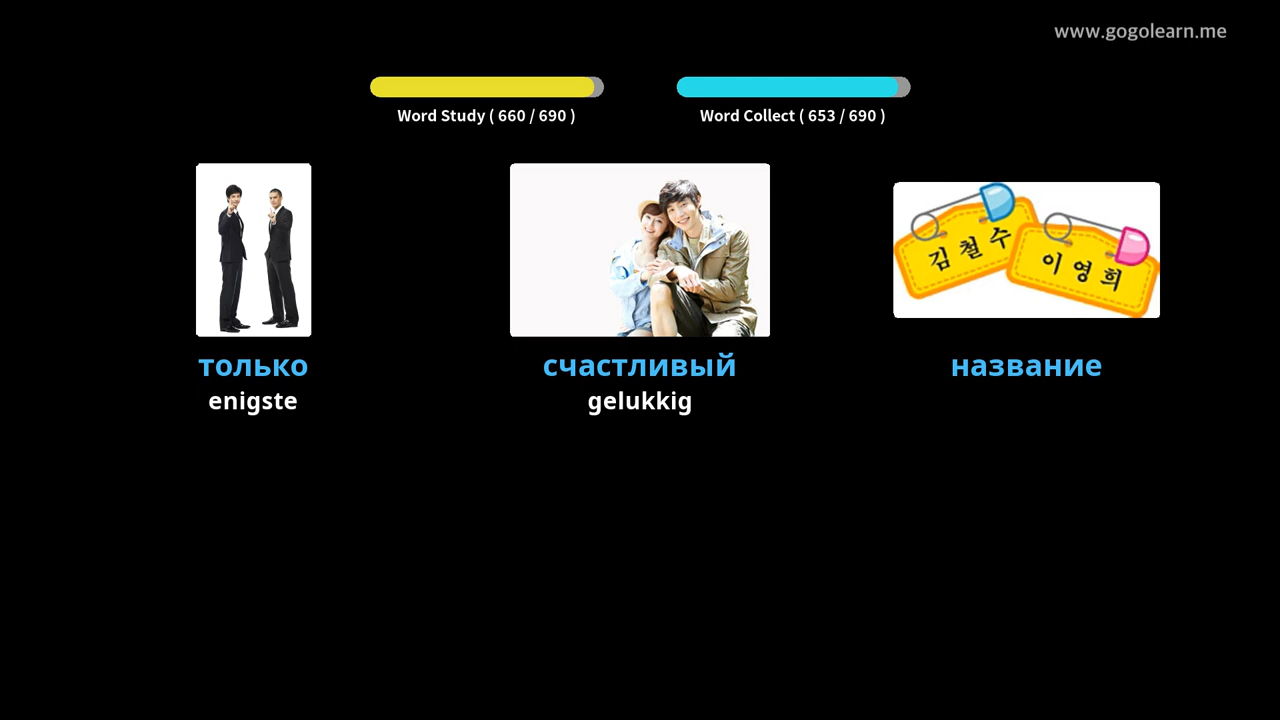 www.gogolearn.me
Word Study ( 660 / 690 )
Word Collect ( 653 / 690 )
김철수
이영희
только
счастливый
название
enigste
gelukkig